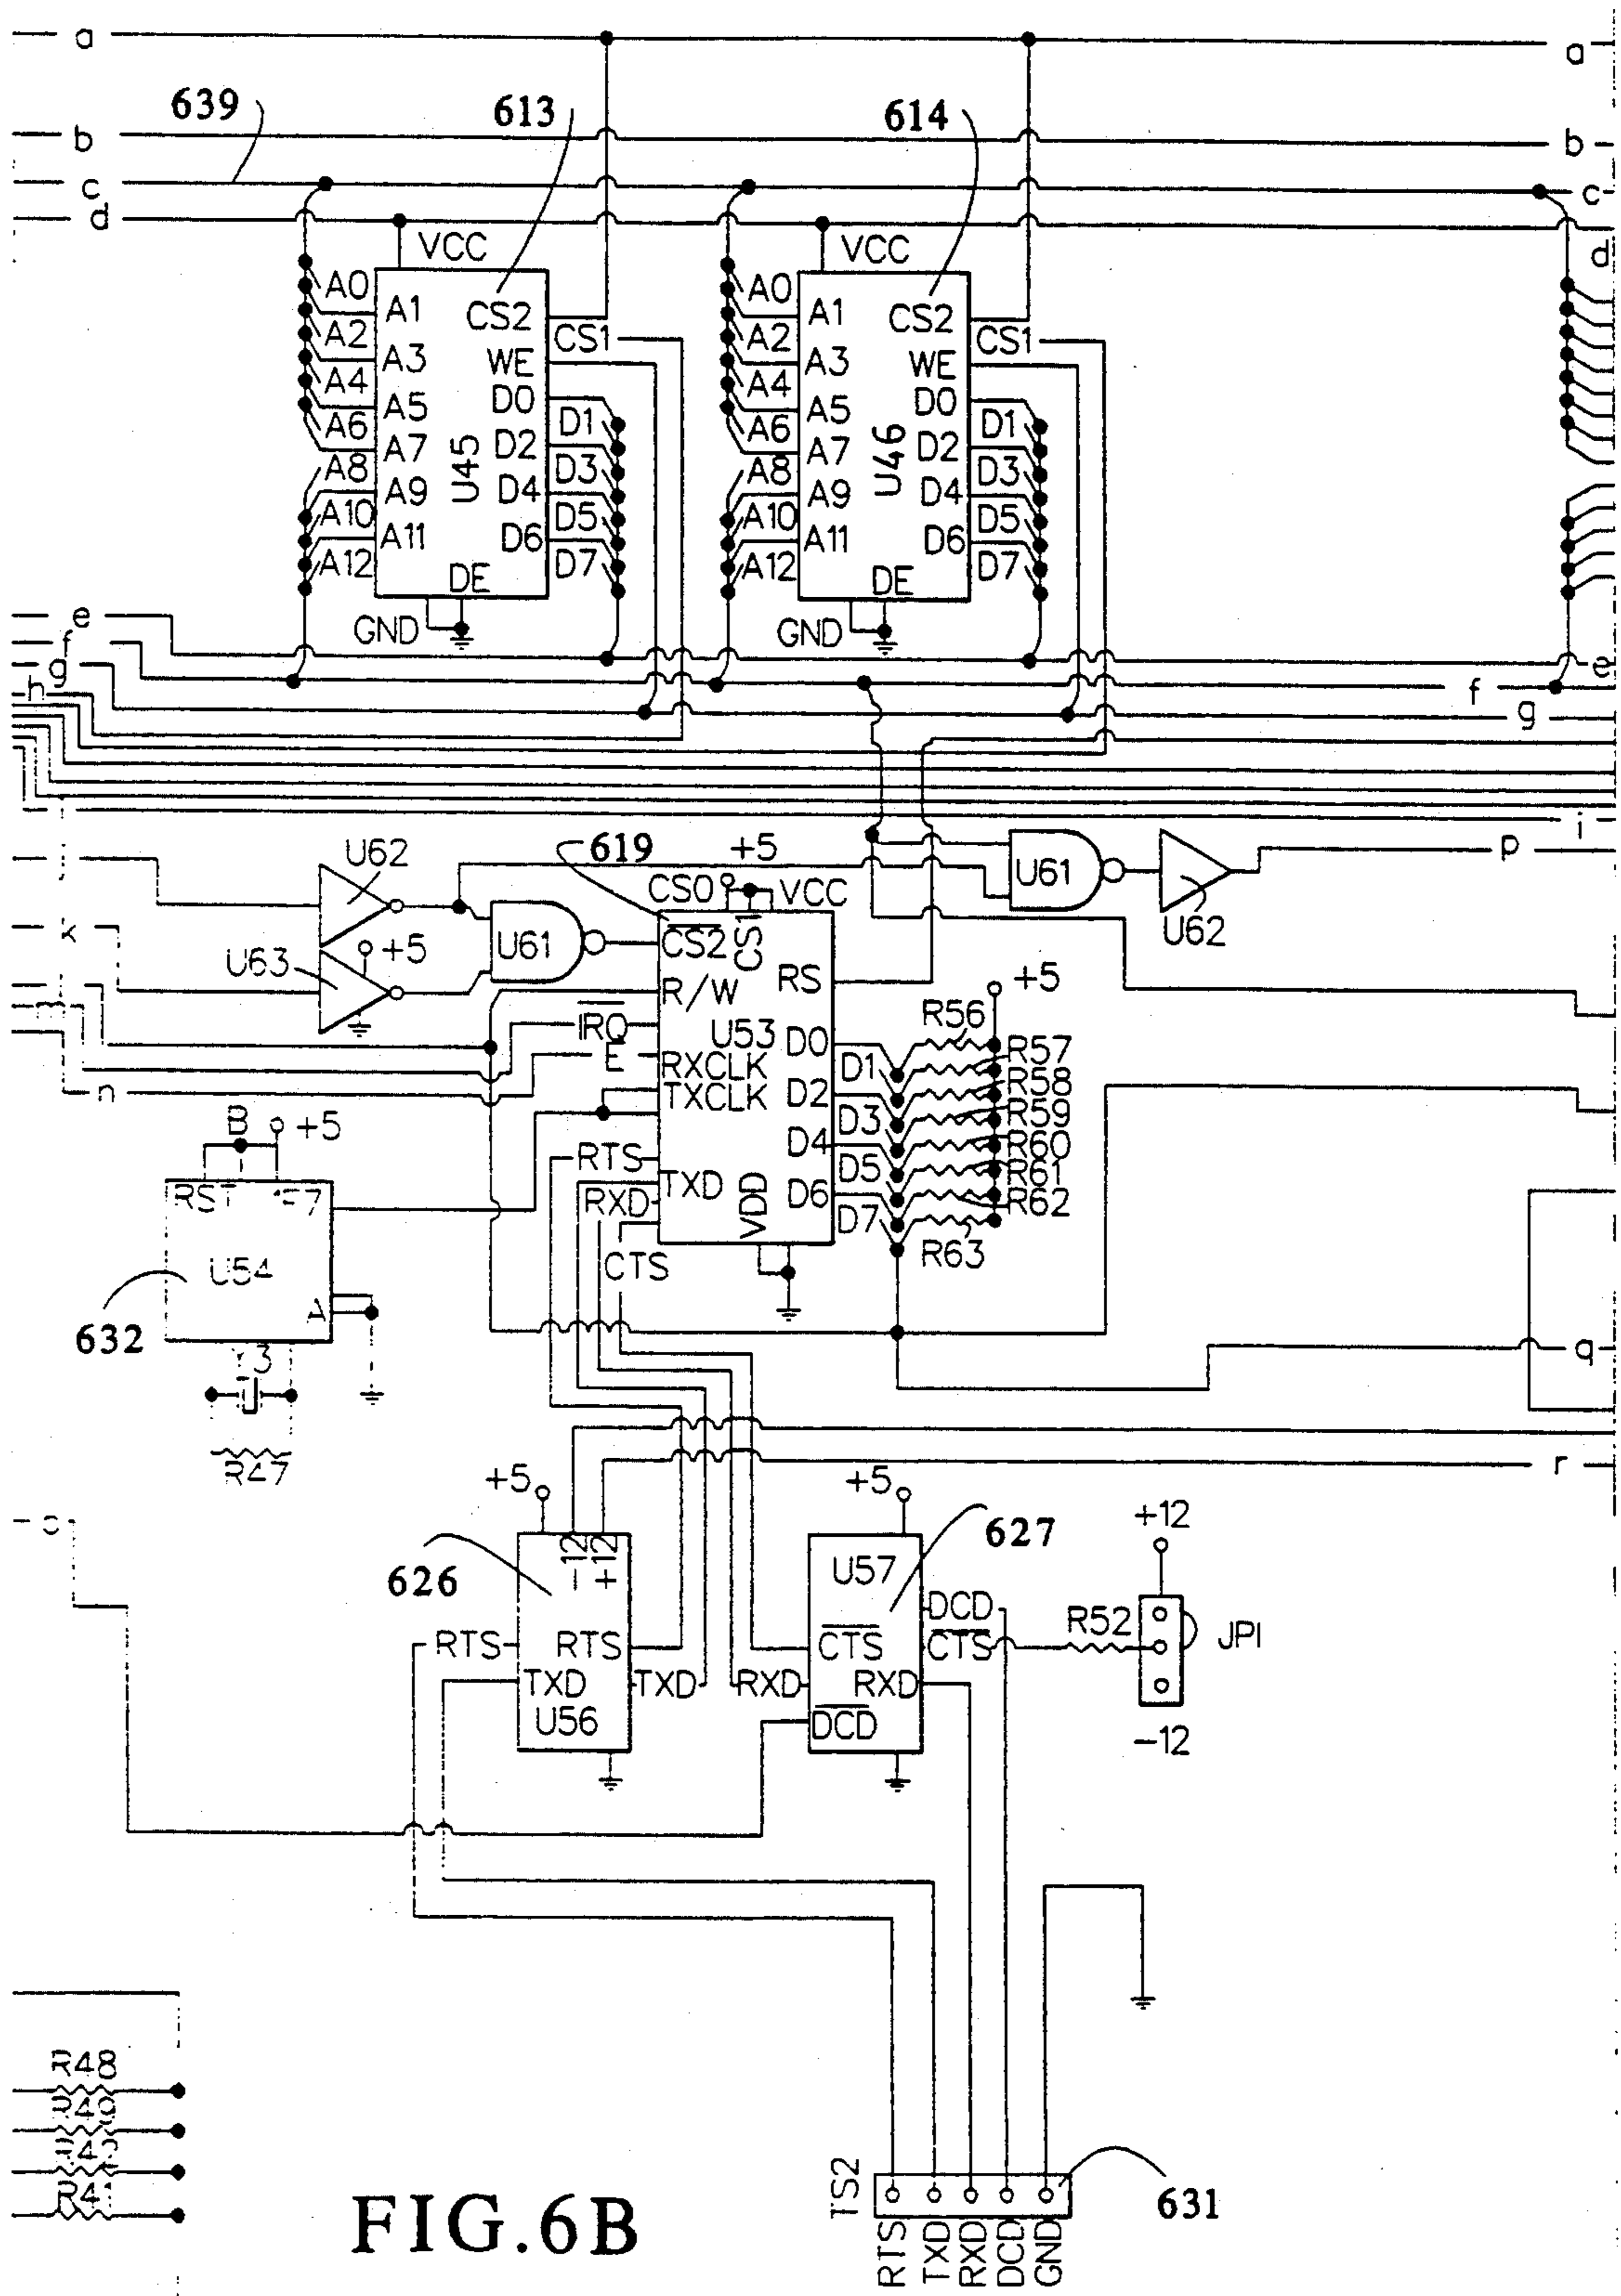 a a
639 613 614
b b
c c
d d
VCC VCC
A0 A1 A2 A3 A4 A5 A6 A7 A8 A9 A10 A11 A12
CS2 CS1 WE
D0 D1 D2 D3 D4 D5 D6 D7
U45
DE
GND
A0 A1 A2 A3 A4 A5 A6 A7 A8 A9 A10 A11 A12
CS2 CS1 WE
D0 D1 D2 D3 D4 D5 D6 D7
U46
DE
GND
e e
f f
g g
h
i
j
U62 619 +5 U61 p
CS0 VCC
U62
k
U63 +5 U61
CS2 CS1
R/W RS
+5
m
IRQ U53 D0 R56
E RXCLK D1 R57
n TXCLK D2 R58
D3 R59
B +5 D4 R60
RTS D5 R61
RST
TXD D6 R62
RXD VDD D7
R63
CTS
U54
A
632
Y3
q
R47
r
+5 +5
o
-12 +12
626 U57 627 +12
DCD
RTS RTS CTS CTS R52 JP1
TXD TXD RXD RXD
U56 DCD -12
R48
R49
R42
R41
TS2 631
RTS TXD RXD DCD GND
FIG.6B